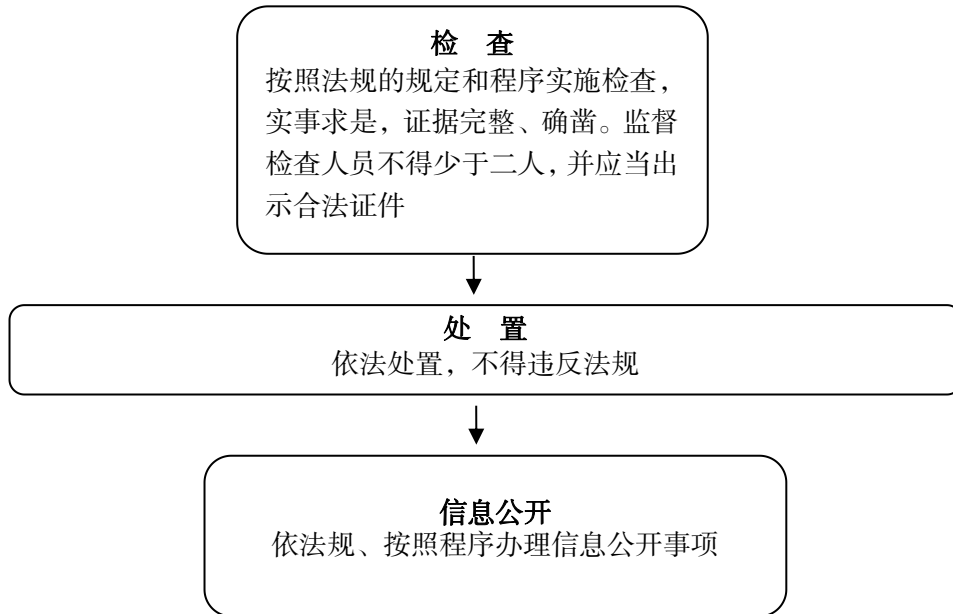 检　查
按照法规的规定和程序实施检查，
实事求是，证据完整、确凿。监督
检查人员不得少于二人，并应当出
示合法证件
处　置
依法处置，不得违反法规
信息公开
依法规、按照程序办理信息公开事项